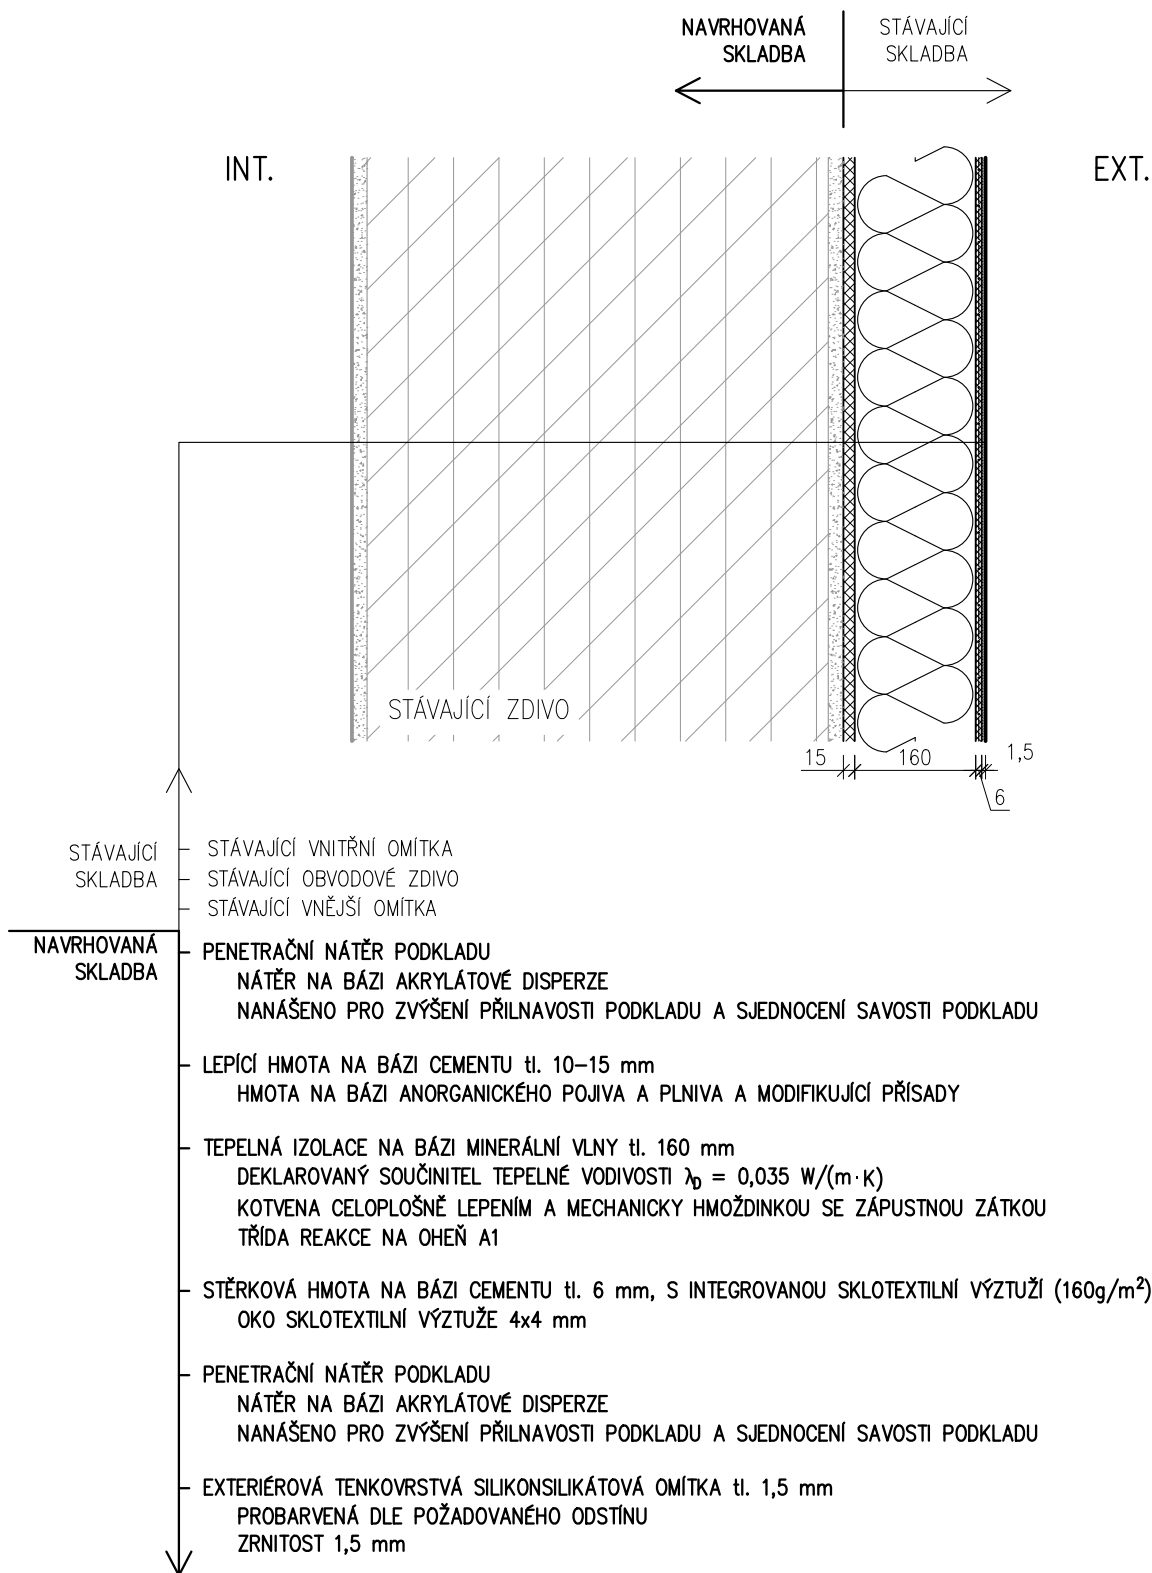 NAVRHOVANÁ
SKLADBA
STÁVAJÍCÍ
SKLADBA
INT.
EXT.
STÁVAJÍCÍ ZDIVO
15
160
1,5
6
STÁVAJÍCÍ
SKLADBA
STÁVAJÍCÍ VNITŘNÍ OMÍTKA
STÁVAJÍCÍ OBVODOVÉ ZDIVO
STÁVAJÍCÍ VNĚJŠÍ OMÍTKA
NAVRHOVANÁ
SKLADBA
PENETRAČNÍ NÁTĚR PODKLADU
NÁTĚR NA BÁZI AKRYLÁTOVÉ DISPERZE
NANÁŠENO PRO ZVÝŠENÍ PŘILNAVOSTI PODKLADU A SJEDNOCENÍ SAVOSTI PODKLADU
LEPÍCÍ HMOTA NA BÁZI CEMENTU tl. 10–15 mm
HMOTA NA BÁZI ANORGANICKÉHO POJIVA A PLNIVA A MODIFIKUJÍCÍ PŘÍSADY
TEPELNÁ IZOLACE NA BÁZI MINERÁLNÍ VLNY tl. 160 mm
DEKLAROVANÝ SOUČINITEL TEPELNÉ VODIVOSTI λD = 0,035 W/(m·K)
KOTVENA CELOPLOŠNĚ LEPENÍM A MECHANICKY HMOŽDINKOU SE ZÁPUSTNOU ZÁTKOU
TŘÍDA REAKCE NA OHEŇ A1
STĚRKOVÁ HMOTA NA BÁZI CEMENTU tl. 6 mm, S INTEGROVANOU SKLOTEXTILNÍ VÝZTUŽÍ (160g/m²)
OKO SKLOTEXTILNÍ VÝZTUŽE 4x4 mm
PENETRAČNÍ NÁTĚR PODKLADU
NÁTĚR NA BÁZI AKRYLÁTOVÉ DISPERZE
NANÁŠENO PRO ZVÝŠENÍ PŘILNAVOSTI PODKLADU A SJEDNOCENÍ SAVOSTI PODKLADU
EXTERIÉROVÁ TENKOVRSTVÁ SILIKONSILIKÁTOVÁ OMÍTKA tl. 1,5 mm
PROBARVENÁ DLE POŽADOVANÉHO ODSTÍNU
ZRNITOST 1,5 mm